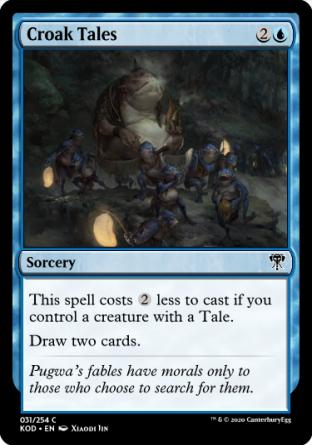 Croak Tales 2
Sorcery
This spell costs 2 less to cast if you
control a creature with a Tale.
Draw two cards.
Pugwa's fables have morals only to
those who choose to search for them.
031/254 C
KOD • EN Xiaodi Jin
™ & © 2020 CanterburyEgg